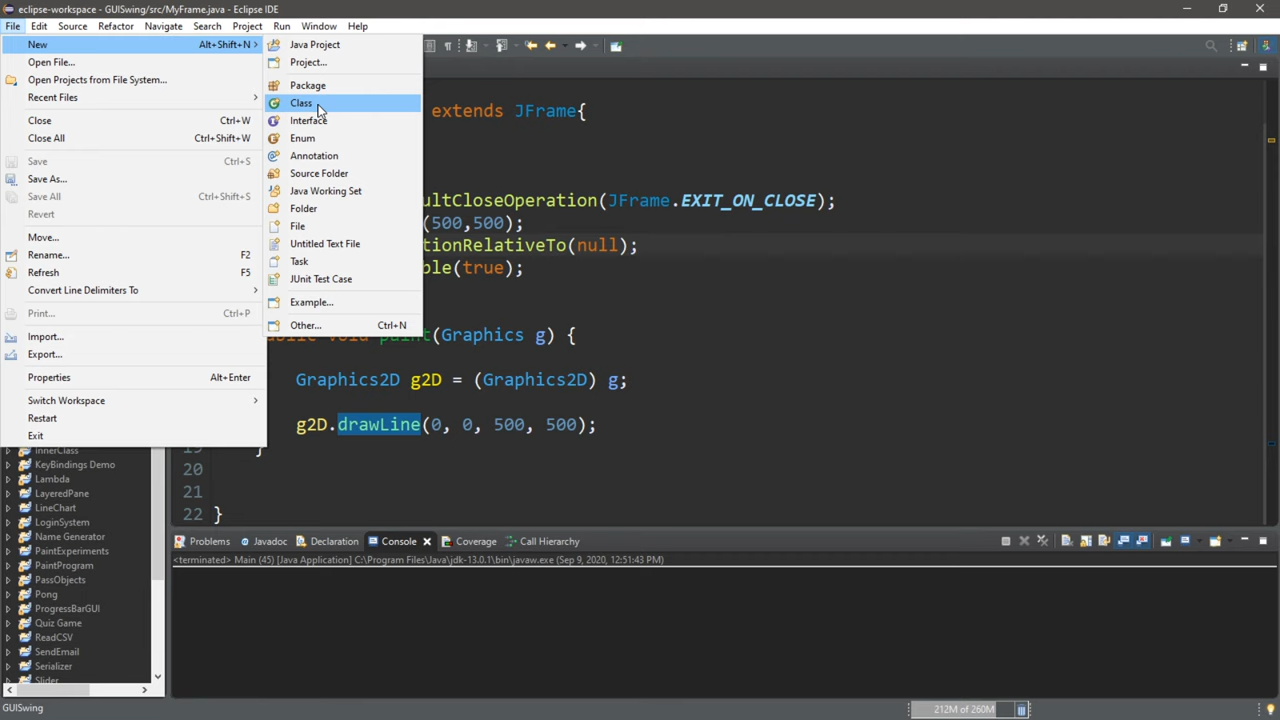 eclipse-workspace - GUISwing/src/MyFrame.java - Eclipse IDE
File Edit Source Refactor Navigate Search Project Run Window Help
New Alt+Shift+N
Open File...
Open Projects from File System...
Recent Files
Close Ctrl+W
Close All Ctrl+Shift+W
Save Ctrl+S
Save As...
Save All Ctrl+Shift+S
Revert
Move...
Rename... F2
Refresh F5
Convert Line Delimiters To
Print... Ctrl+P
Import...
Export...
Properties Alt+Enter
Switch Workspace
Restart
Exit
Java Project
Project...
Package
Class
Interface
Enum
Annotation
Source Folder
Java Working Set
Folder
File
Untitled Text File
Task
JUnit Test Case
Example...
Other... Ctrl+N
extends JFrame{
ultCloseOperation(JFrame.EXIT_ON_CLOSE);
(500,500);
tionRelativeTo(null);
ble(true);
void paint(Graphics g) {
Graphics2D g2D = (Graphics2D) g;
g2D.drawLine(0, 0, 500, 500);
19 }
20
21
22 }
InnerClass
KeyBindings Demo
Lambda
LayeredPane
LineChart
LoginSystem
Name Generator
PaintExperiments
PaintProgram
PassObjects
Pong
ProgressBarGUI
Quiz Game
ReadCSV
SendEmail
Serializer
Slider
Problems Javadoc Declaration Console Coverage Call Hierarchy
<terminated> Main (45) [Java Application] C:\Program Files\Java\jdk-13.0.1\bin\javaw.exe (Sep 9, 2020, 12:51:43 PM)
GUISwing
212M of 260M